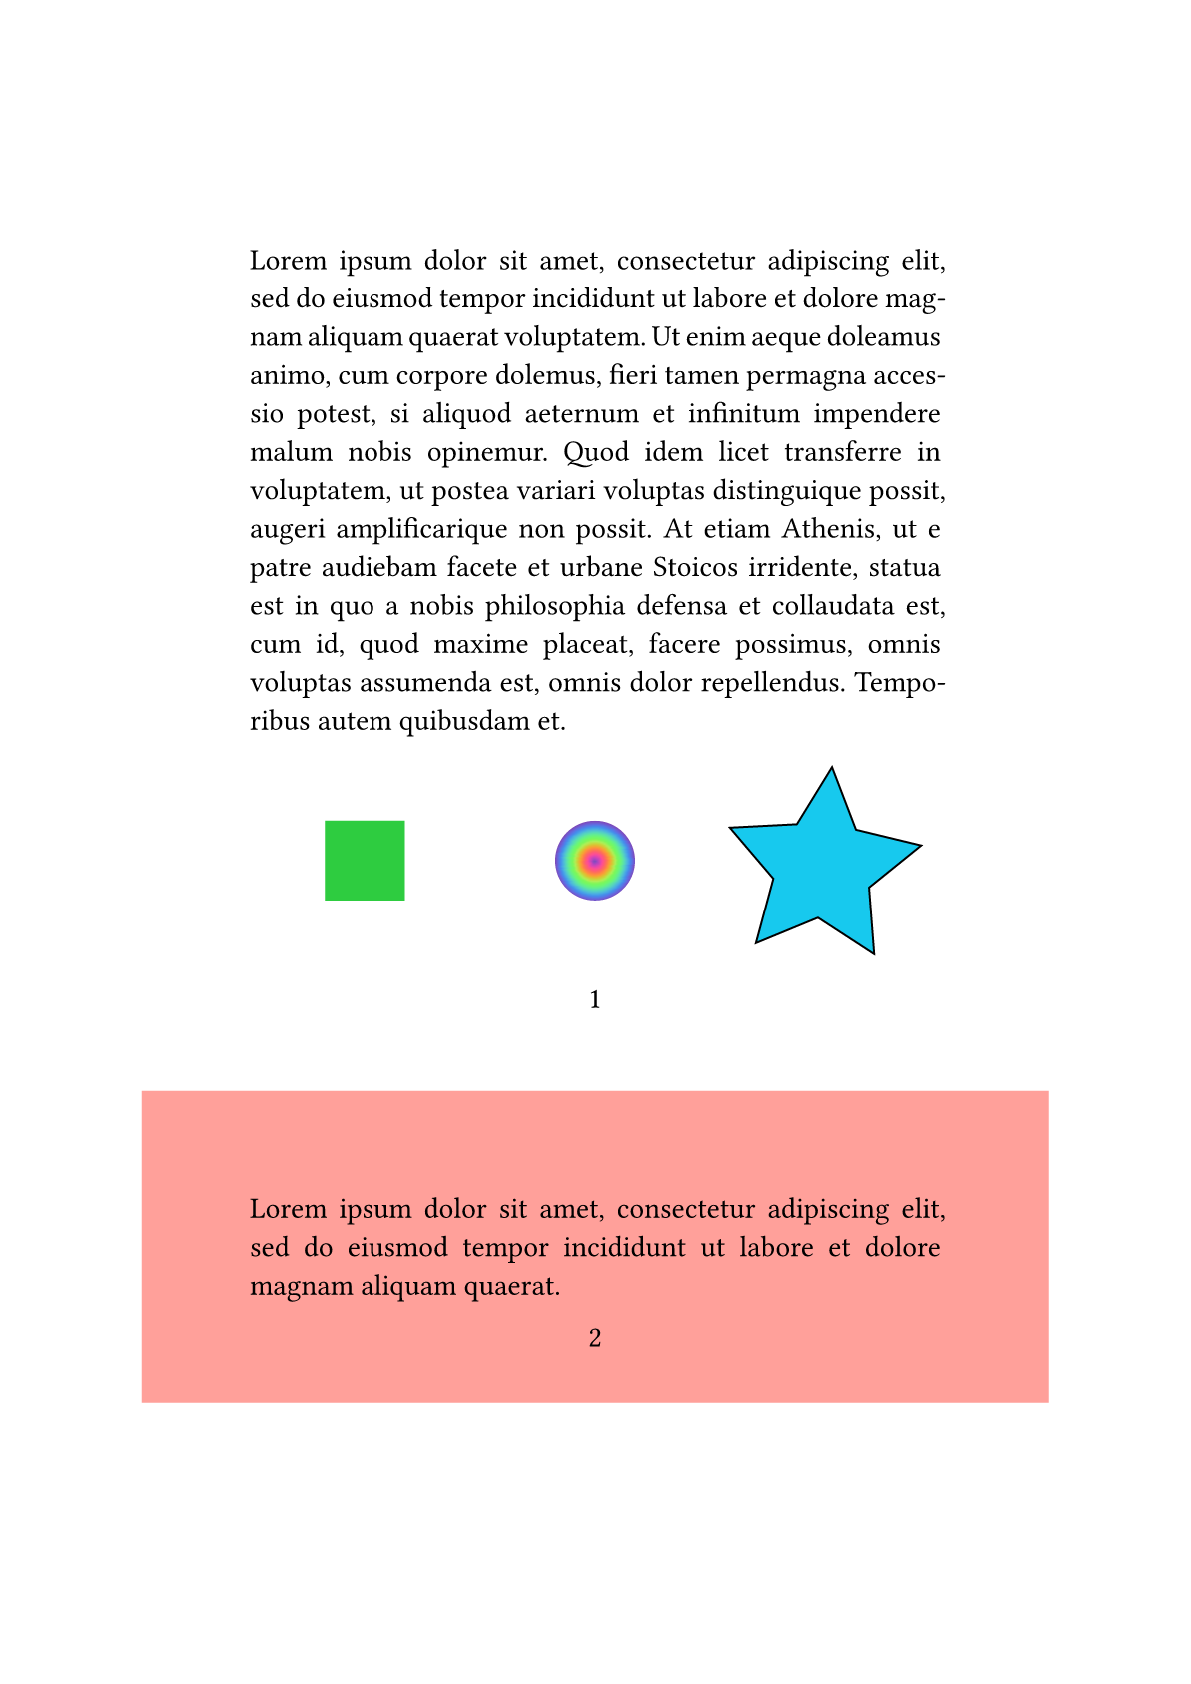 Lorem ipsum dolor sit amet, consectetur adipiscing elit,
sed do eiusmod tempor incididunt ut labore et dolore mag-
nam aliquam quaerat voluptatem. Ut enim aeque doleamus
animo, cum corpore dolemus, fieri tamen permagna acces-
sio potest, si aliquod aeternum et infinitum impendere
malum nobis opinemur. Quod idem licet transferre in
voluptatem, ut postea variari voluptas distinguique possit,
augeri amplificarique non possit. At etiam Athenis, ut e
patre audiebam facete et urbane Stoicos irridente, statua
est in quo a nobis philosophia defensa et collaudata est,
cum id, quod maxime placeat, facere possimus, omnis
voluptas assumenda est, omnis dolor repellendus. Tempo-
ribus autem quibusdam et.
1
Lorem ipsum dolor sit amet, consectetur adipiscing elit,
sed do eiusmod tempor incididunt ut labore et dolore
magnam aliquam quaerat.
2